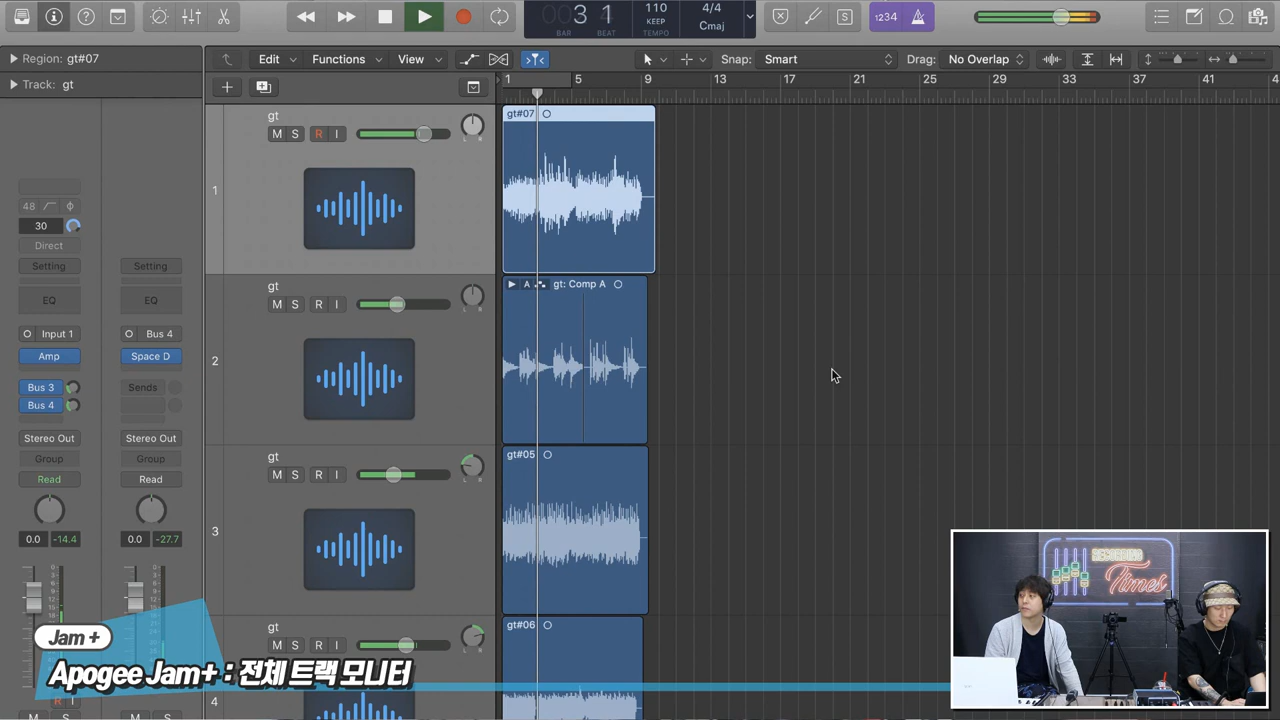 3 1
BAR BEAT
110
KEEP
TEMPO
4/4
Cmaj
S
1234
Region: gt#07
Track: gt
Edit Functions View
Snap: Smart
Drag: No Overlap
1 5 9 13 17 21 25 29 33 37 41
gt
M S R I
L R
1
gt#07
gt
M S R I
L R
2
A gt: Comp A
gt
M S R I
L R
3
gt#05
gt
M S R I
L R
4
gt#06
48
30
Direct
Setting Setting
EQ EQ
Input 1 Bus 4
Amp Space D
Bus 3 Sends
Bus 4
Stereo Out Stereo Out
Group Group
Read Read
0.0 -14.4 0.0 -27.7
R I
M S M S
RECORDING
Times
Jam +
Apogee Jam+ : 전체 트랙 모니터